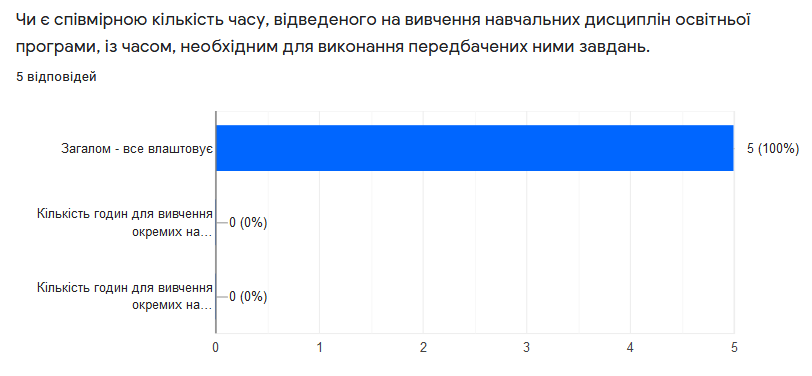 Чи є співмірною кількість часу, відведеного на вивчення навчальних дисциплін освітньої
програми, із часом, необхідним для виконання передбачених ними завдань.
5 відповідей
Загалом - все влаштовує
5 (100%)
Кількість годин для вивчення
окремих на…
0 (0%)
Кількість годин для вивчення
окремих на…
0 (0%)
0 1 2 3 4 5